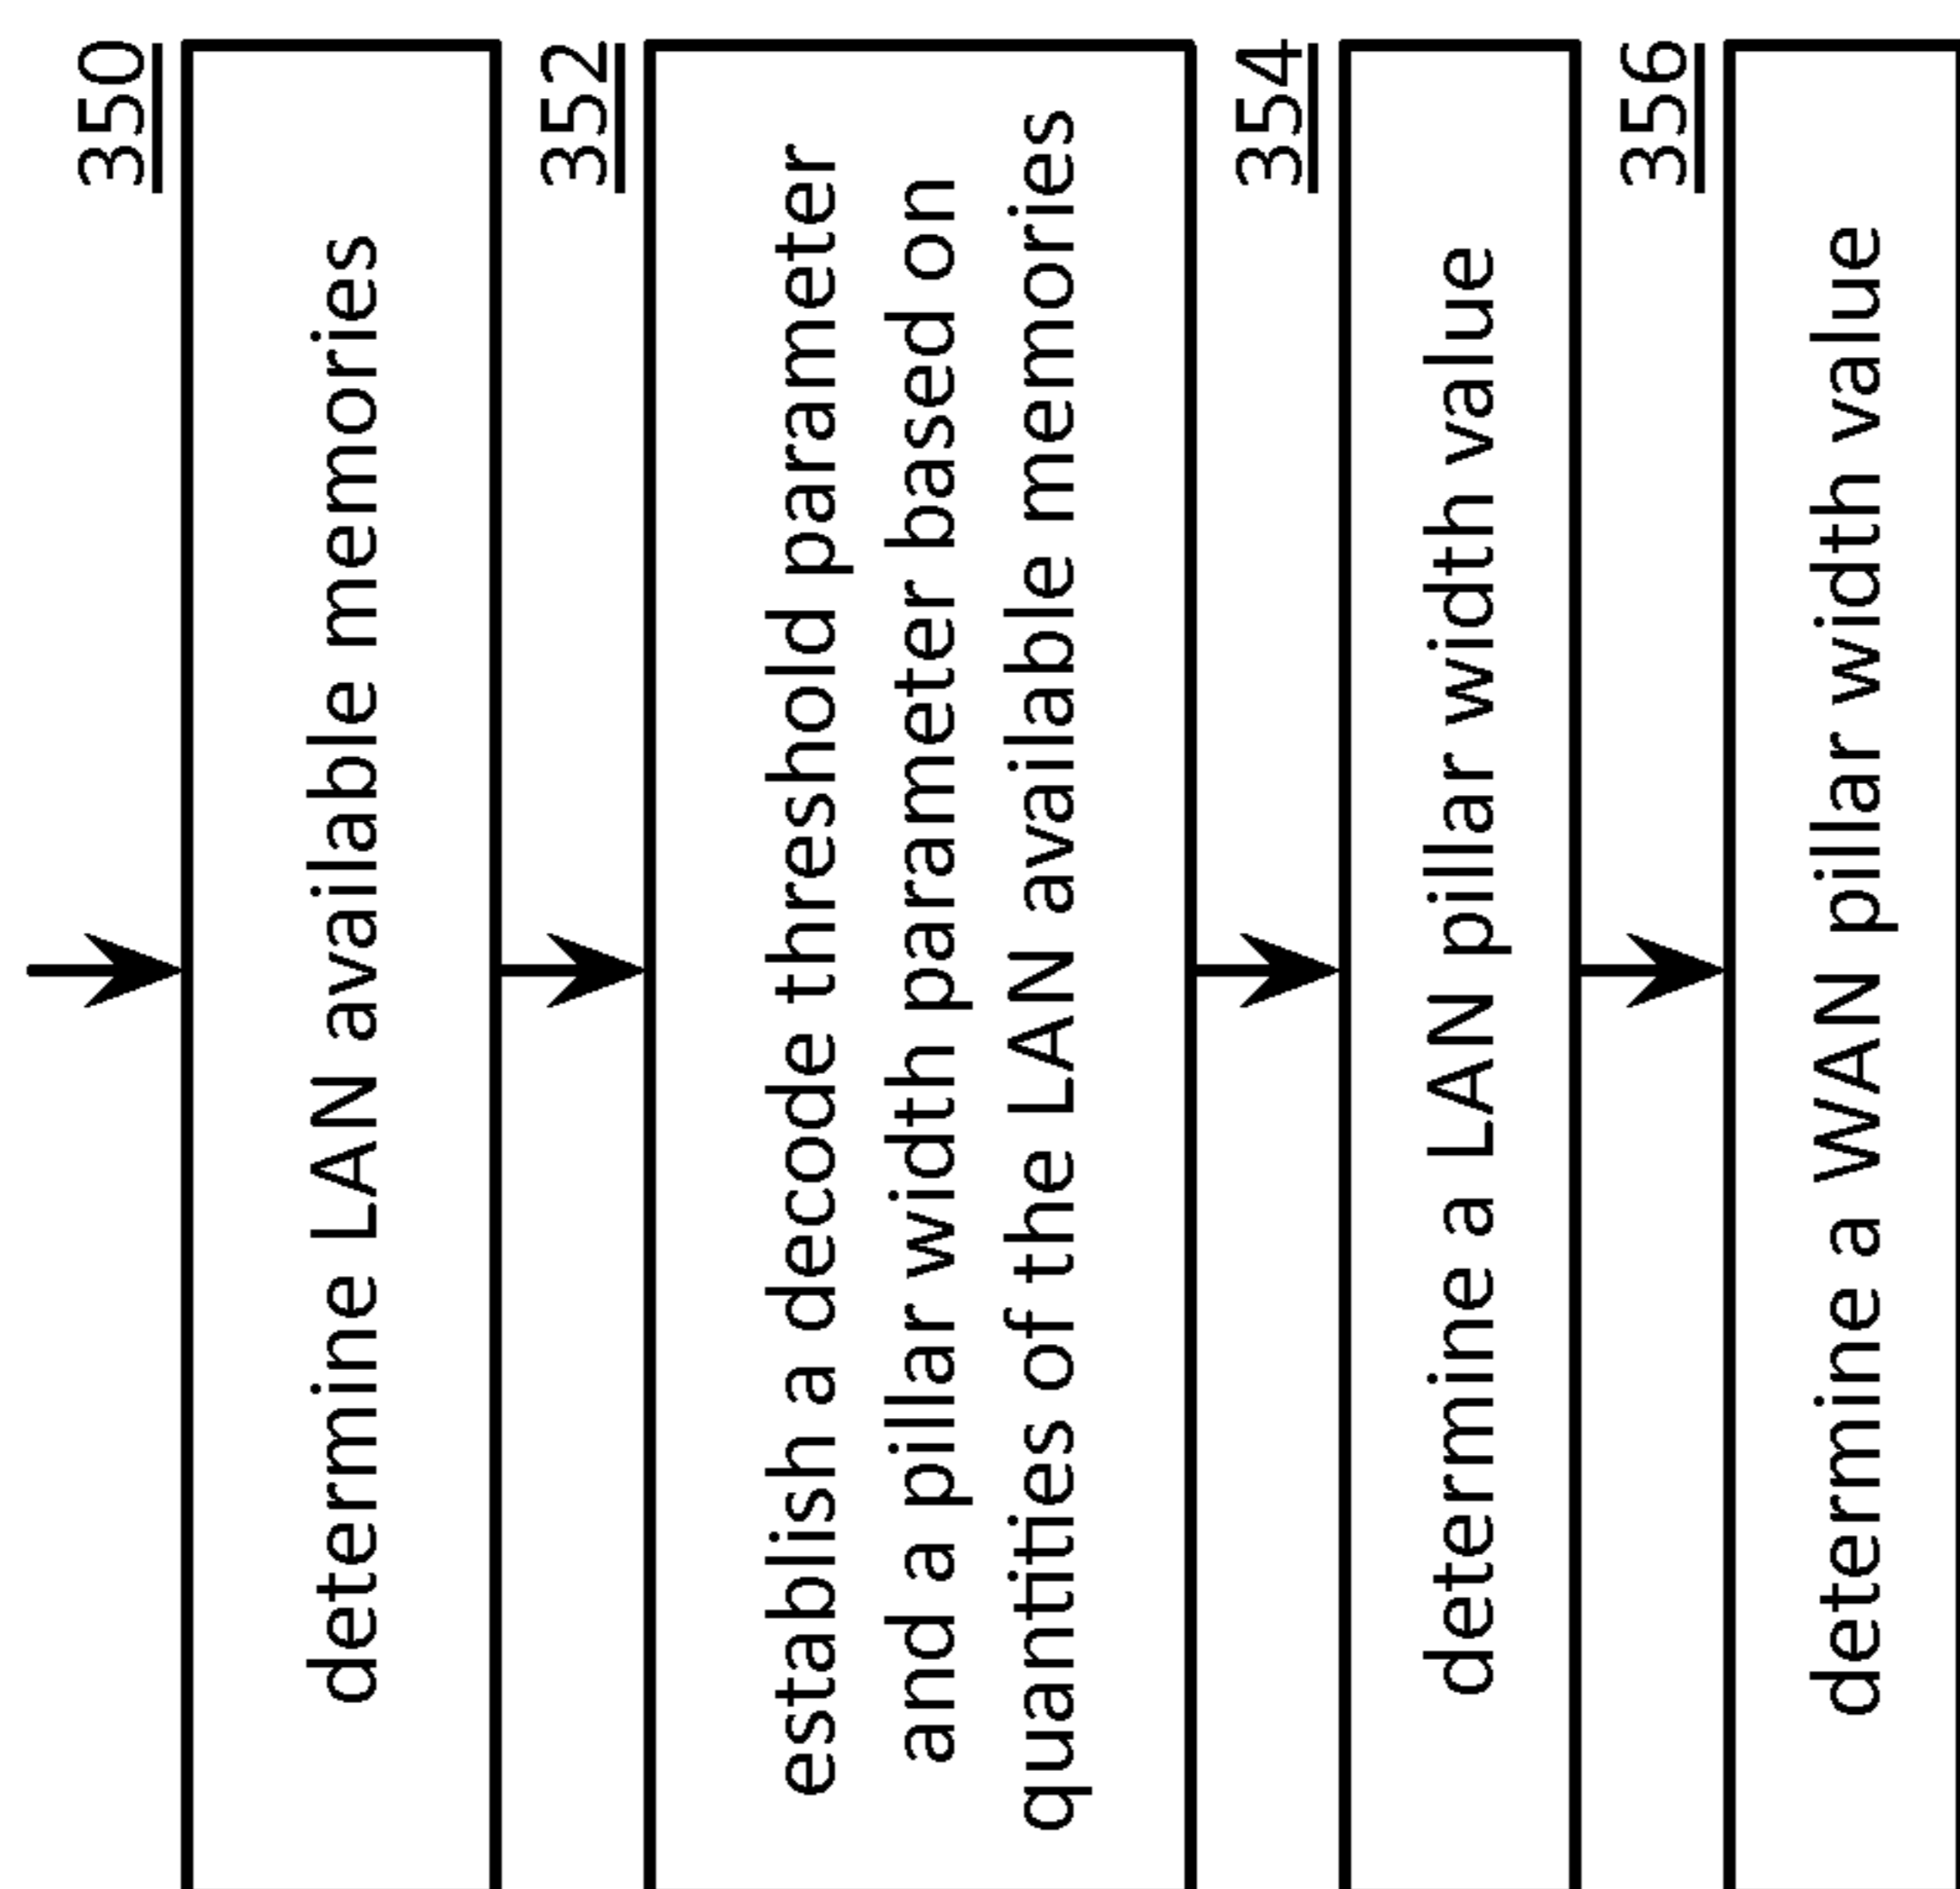 350
determine LAN available memories
352
establish a decode threshold parameter
and a pillar width parameter based on
quantities of the LAN available memories
354
determine a LAN pillar width value
356
determine a WAN pillar width value